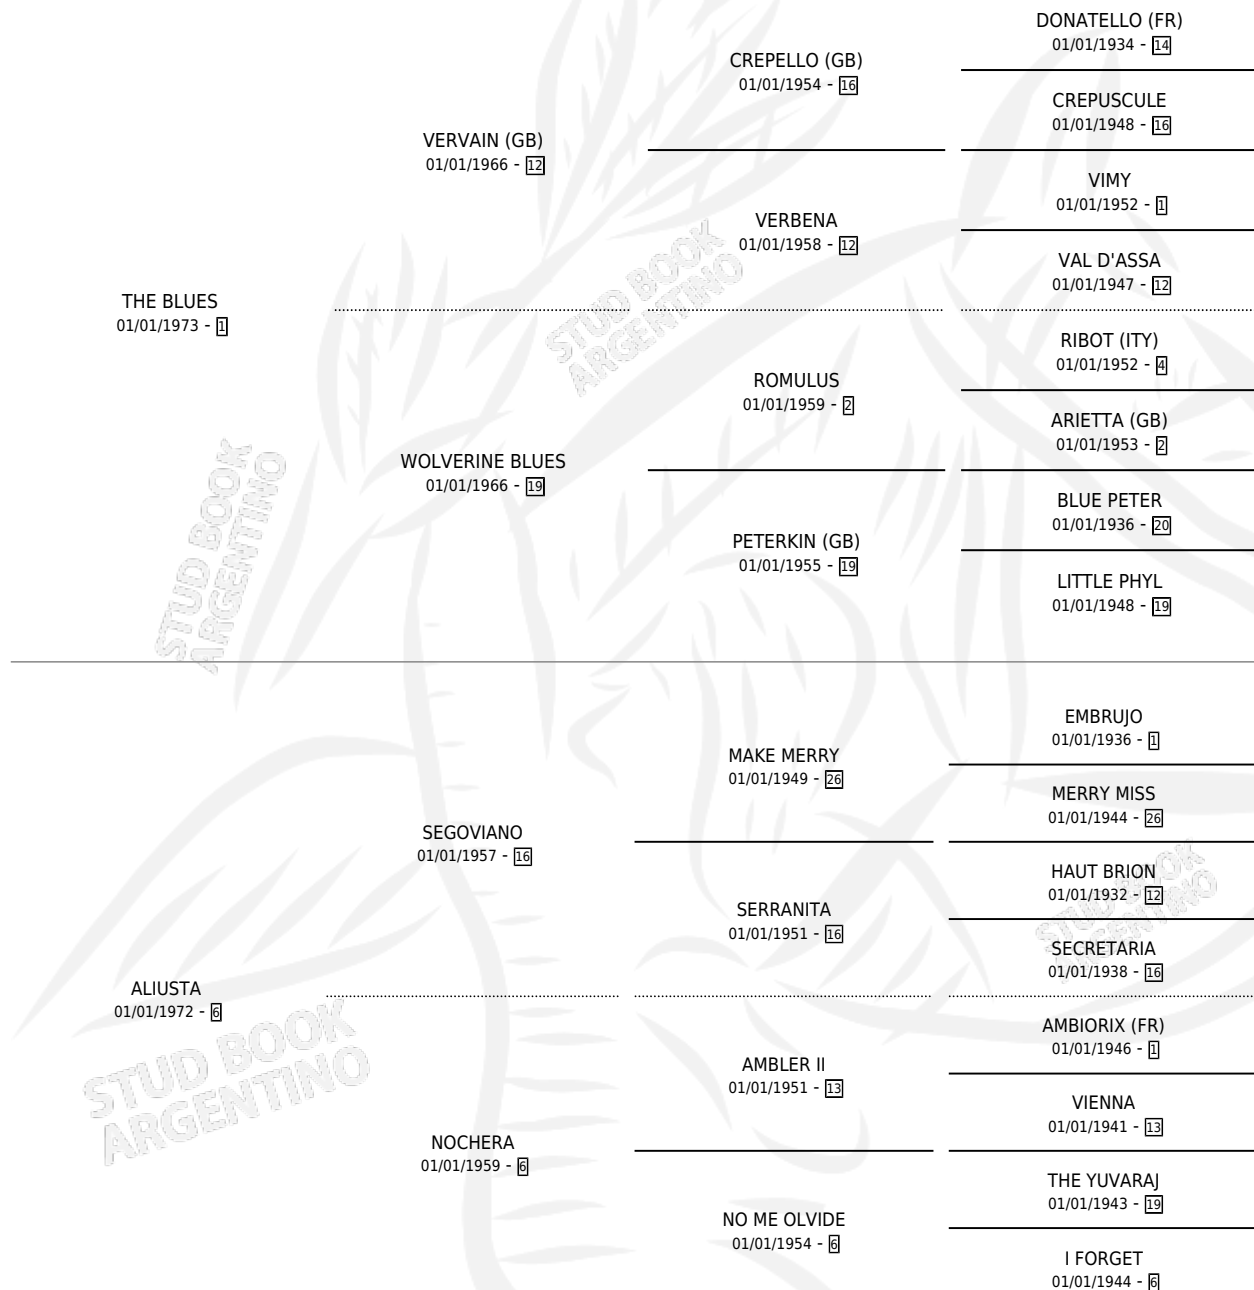 DONATELLO (FR)
01/01/1934 - 14
CREPELLO (GB)
01/01/1954 - 16
CREPUSCULE
01/01/1948 - 16
VERVAIN (GB)
01/01/1966 - 12
VIMY
01/01/1952 - 1
VERBENA
01/01/1958 - 12
VAL D'ASSA
01/01/1947 - 12
THE BLUES
01/01/1973 - 1
STUD BOOK
ARGENTINO
RIBOT (ITY)
01/01/1952 - 4
ROMULUS
01/01/1959 - 2
ARIETTA (GB)
01/01/1953 - 2
WOLVERINE BLUES
01/01/1966 - 19
BLUE PETER
01/01/1936 - 20
PETERKIN (GB)
01/01/1955 - 19
LITTLE PHYL
01/01/1948 - 19
STUD BOOK
ARGENTINO
EMBRUJO
01/01/1936 - 1
MAKE MERRY
01/01/1949 - 26
MERRY MISS
01/01/1944 - 26
SEGOVIANO
01/01/1957 - 16
HAUT BRION
01/01/1932 - 12
SERRANITA
01/01/1951 - 16
STUD BOOK
ARGENTINO
SECRETARIA
01/01/1938 - 16
ALIUSTA
01/01/1972 - 6
AMBIORIX (FR)
01/01/1946 - 1
AMBLER II
01/01/1951 - 13
STUD BOOK
ARGENTINO
VIENNA
01/01/1941 - 13
NOCHERA
01/01/1959 - 6
THE YUVARAJ
01/01/1943 - 19
NO ME OLVIDE
01/01/1954 - 6
I FORGET
01/01/1944 - 6